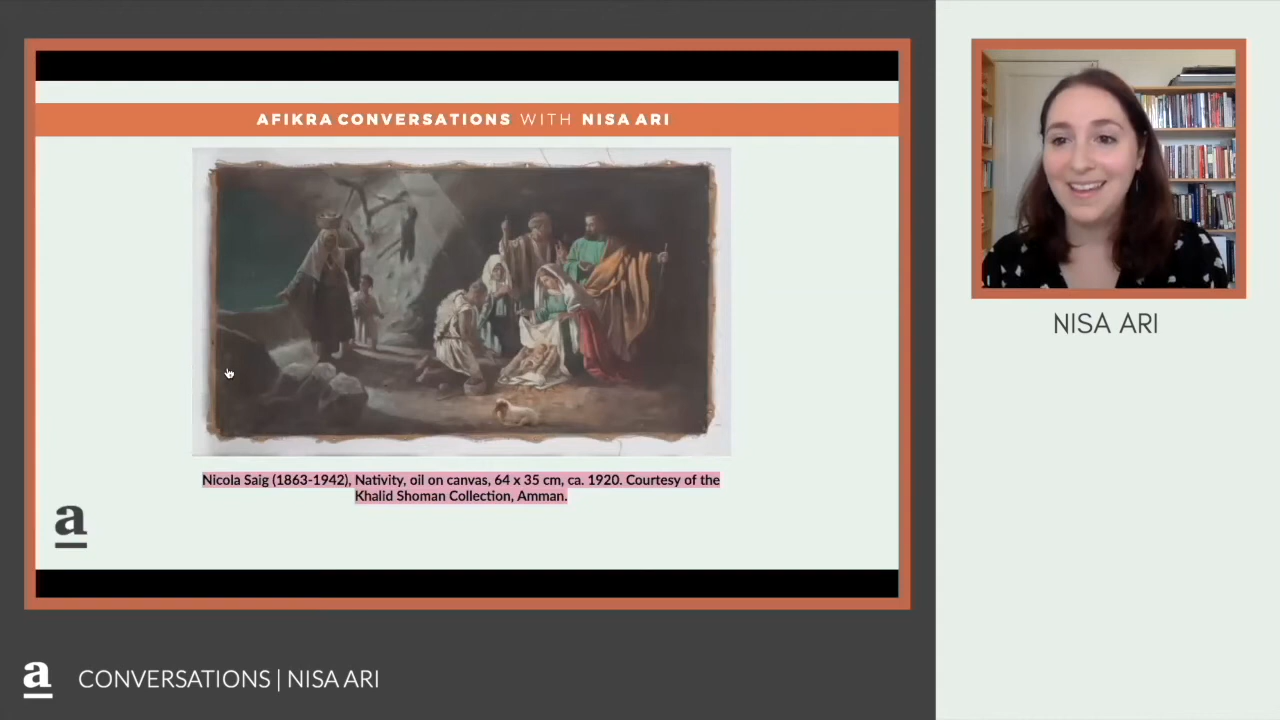 AFIKRA CONVERSATIONS WITH NISA ARI
Nicola Saig (1863-1942), Nativity, oil on canvas, 64 x 35 cm, ca. 1920. Courtesy of the
Khalid Shoman Collection, Amman.
a
NISA ARI
a CONVERSATIONS | NISA ARI